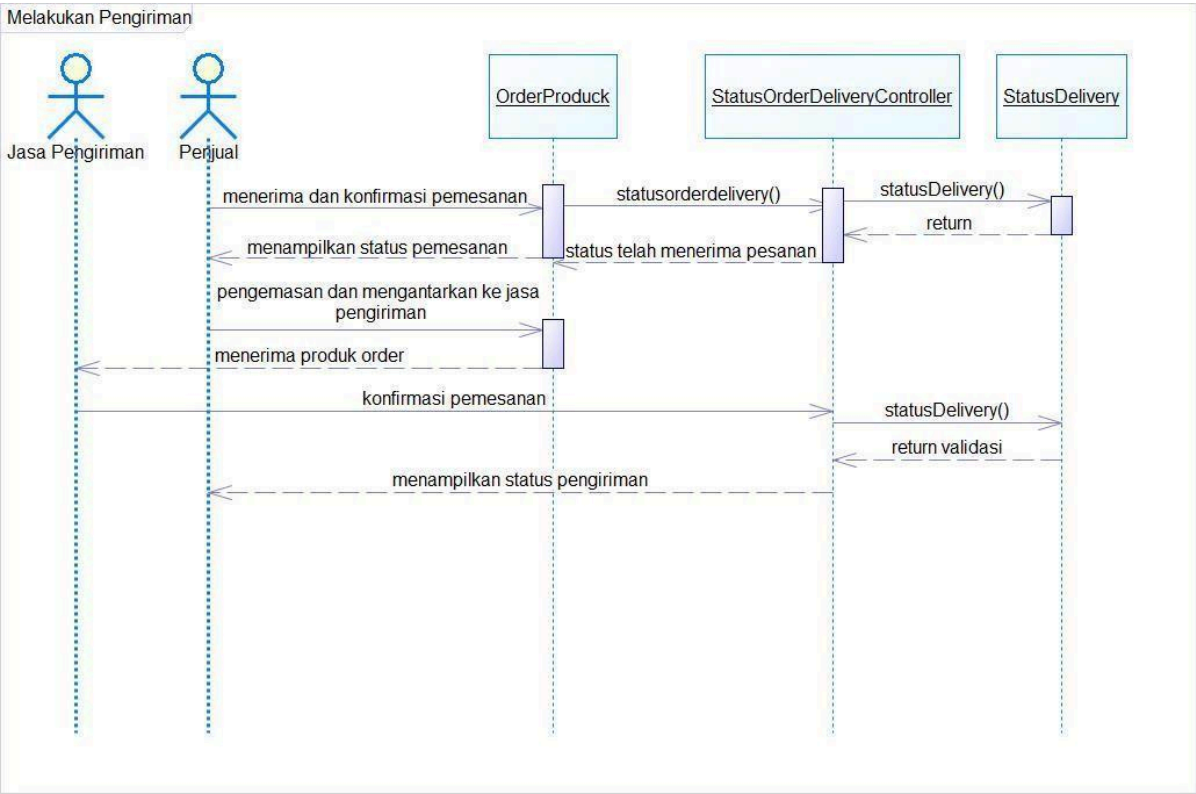 Melakukan Pengiriman
Jasa Pengiriman
Penjual
OrderProduck
StatusOrderDeliveryController
StatusDelivery
menerima dan konfirmasi pemesanan
statusorderdelivery()
statusDelivery()
return
menampilkan status pemesanan
status telah menerima pesanan
pengemasan dan mengantarkan ke jasa
pengiriman
menerima produk order
konfirmasi pemesanan
statusDelivery()
return validasi
menampilkan status pengiriman